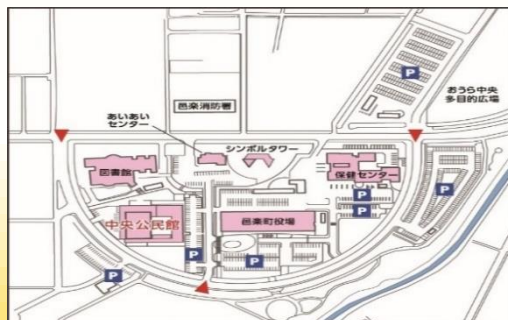 P
おうら中央
多目的広場
邑楽消防署
あいあい
センター
シンボルタワー
図書館
保健センター
P
P
P
中央公民館
邑楽町役場
P
P
P